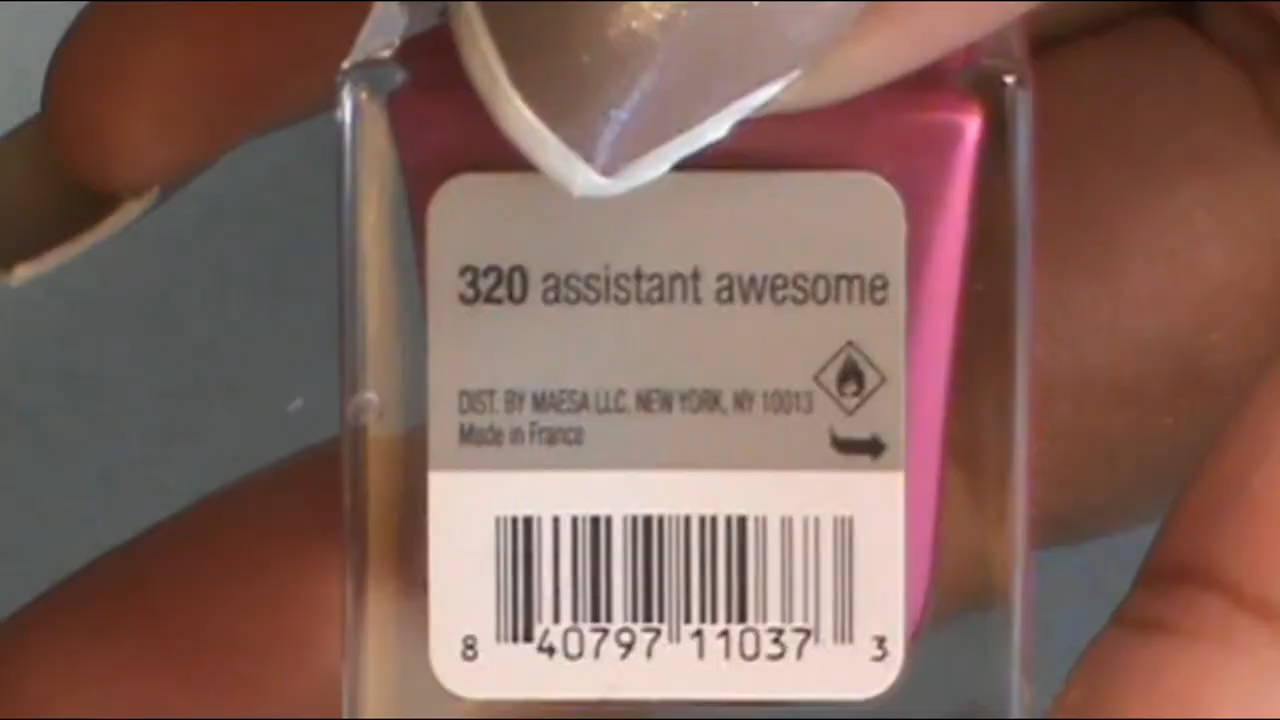 320 assistant awesome
DIST. BY MAESA LLC. NEW YORK, NY 10013
Made in France
8 40797 11037 3